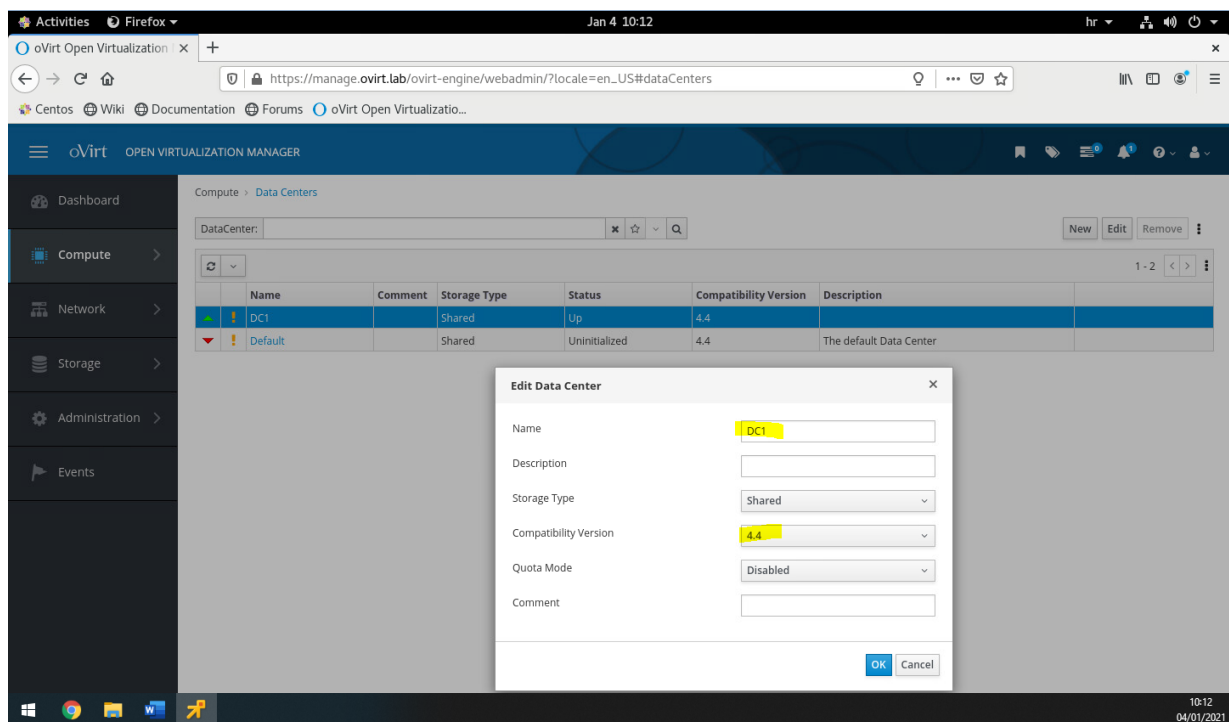 Activities Firefox Jan 4 10:12 hr
oVirt Open Virtualization
https://manage.ovirt.lab/ovirt-engine/webadmin/?locale=en_US#dataCenters
Centos Wiki Documentation Forums oVirt Open Virtualizatio...
oVirt OPEN VIRTUALIZATION MANAGER 0 1
Dashboard
Compute
Network
Storage
Administration
Events
Compute > Data Centers
DataCenter: New Edit Remove
1 - 2
Name Comment Storage Type Status Compatibility Version Description
DC1 Shared Up 4.4
Default Shared Uninitialized 4.4 The default Data Center
Edit Data Center
Name DC1
Description
Storage Type Shared
Compatibility Version 4.4
Quota Mode Disabled
Comment
OK Cancel
10:12
04/01/2021